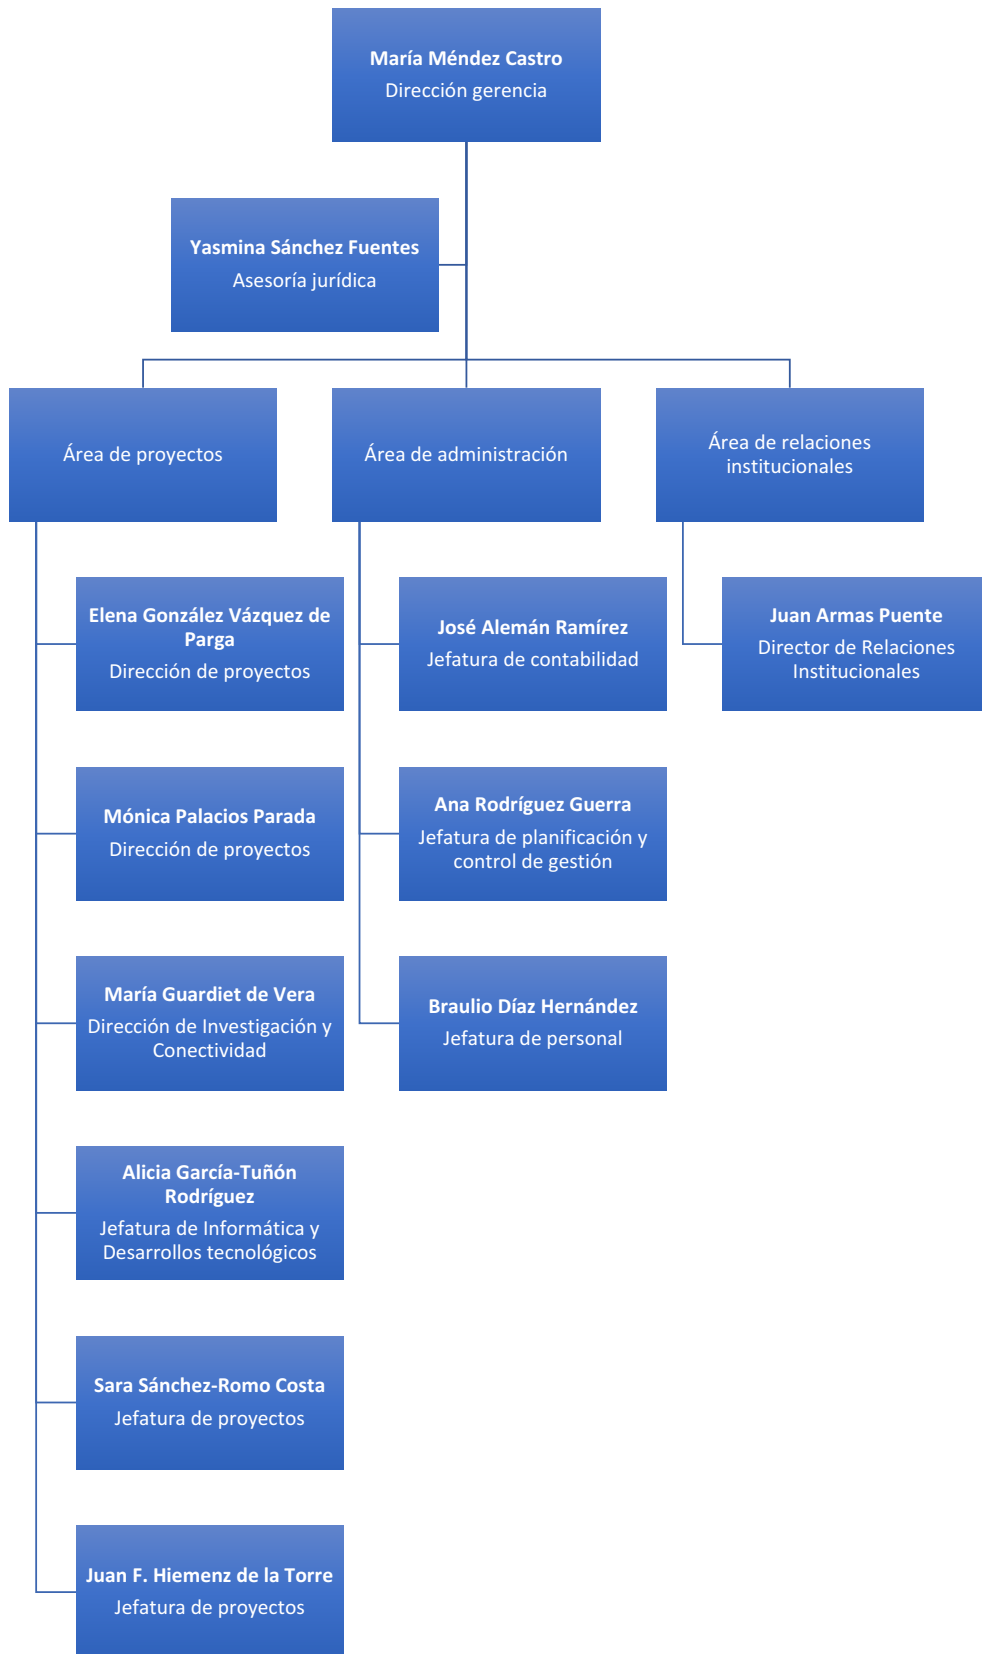 María Méndez Castro
Dirección gerencia
Yasmina Sánchez Fuentes
Asesoría jurídica
Área de proyectos
Área de administración
Área de relaciones
institucionales
Elena González Vázquez de
Parga
Dirección de proyectos
José Alemán Ramírez
Jefatura de contabilidad
Juan Armas Puente
Director de Relaciones
Institucionales
Mónica Palacios Parada
Dirección de proyectos
Ana Rodríguez Guerra
Jefatura de planificación y
control de gestión
María Guardiet de Vera
Dirección de Investigación y
Conectividad
Braulio Díaz Hernández
Jefatura de personal
Alicia García-Tuñón
Rodríguez
Jefatura de Informática y
Desarrollos tecnológicos
Sara Sánchez-Romo Costa
Jefatura de proyectos
Juan F. Hiemenz de la Torre
Jefatura de proyectos